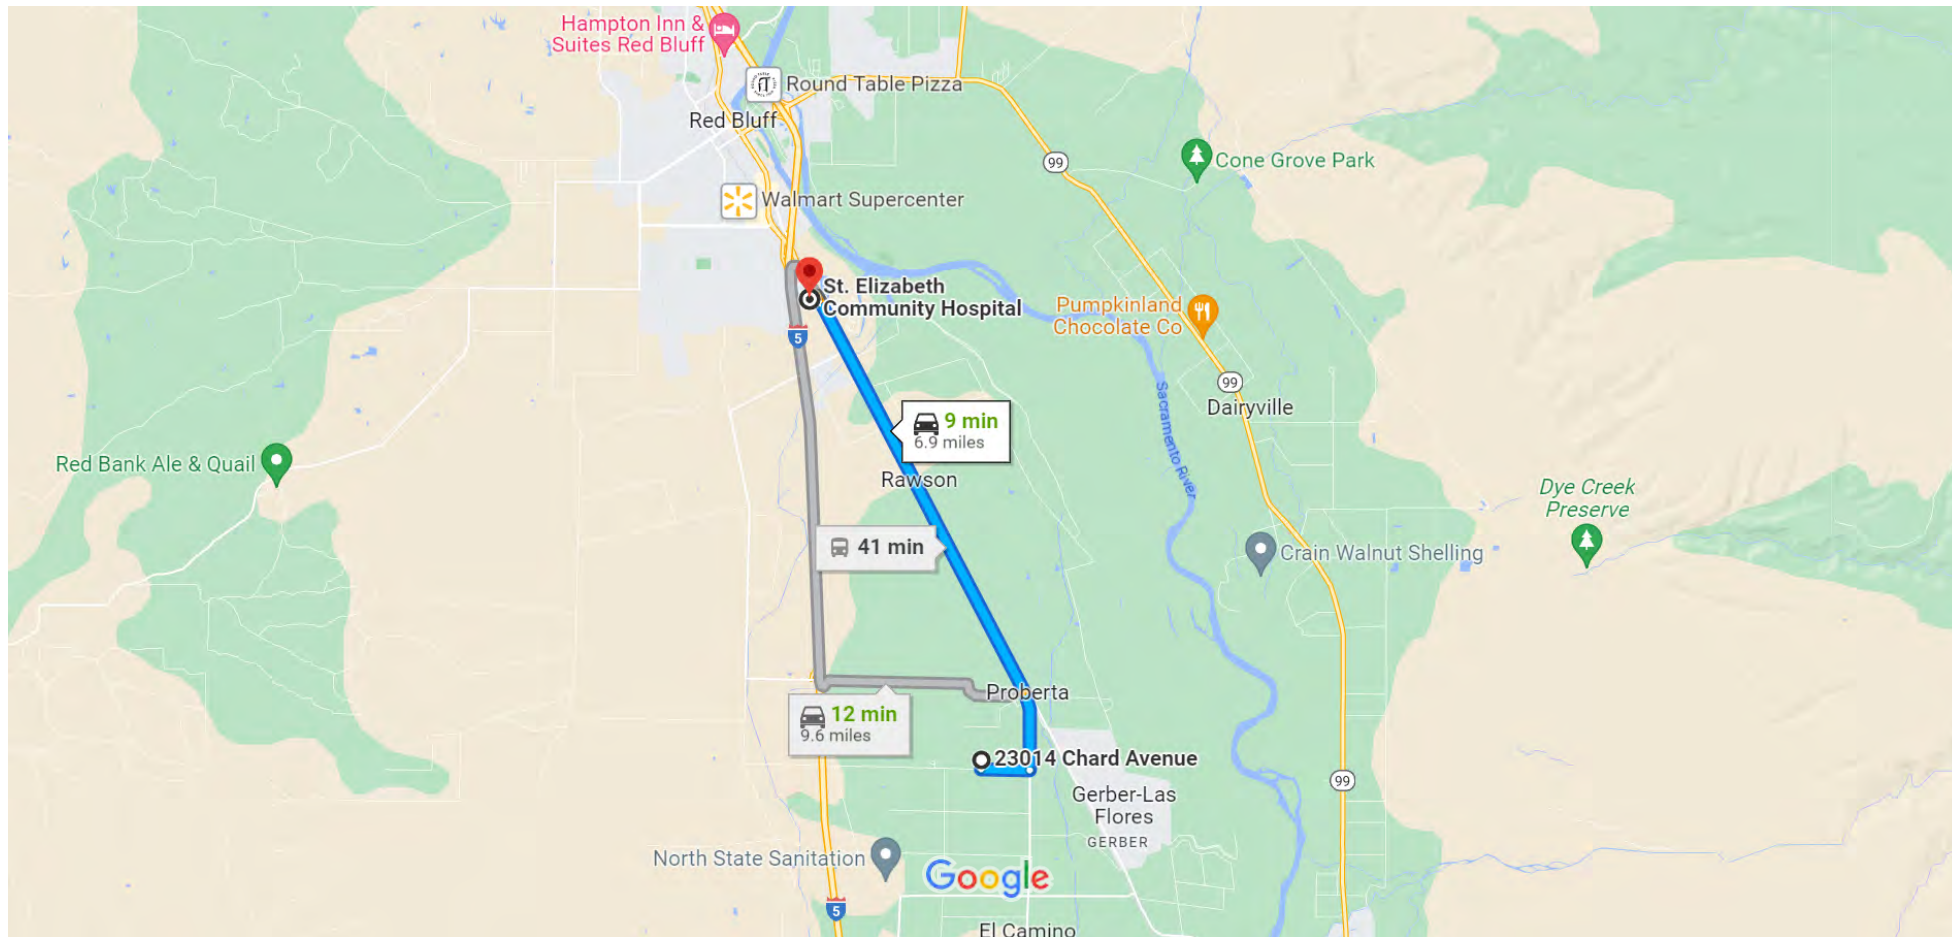 Hampton Inn &
Suites Red Bluff
Round Table Pizza
Red Bluff
99
Cone Grove Park
Walmart Supercenter
St. Elizabeth
Community Hospital
5
Pumpkinland
Chocolate Co
99
Dairyville
9 min
6.9 miles
Sacramento River
Red Bank Ale & Quail
Rawson
Dye Creek
Preserve
41 min
Crain Walnut Shelling
Proberta
12 min
9.6 miles
23014 Chard Avenue
99
Gerber-Las
Flores
GERBER
North State Sanitation
Google
5
El Camino